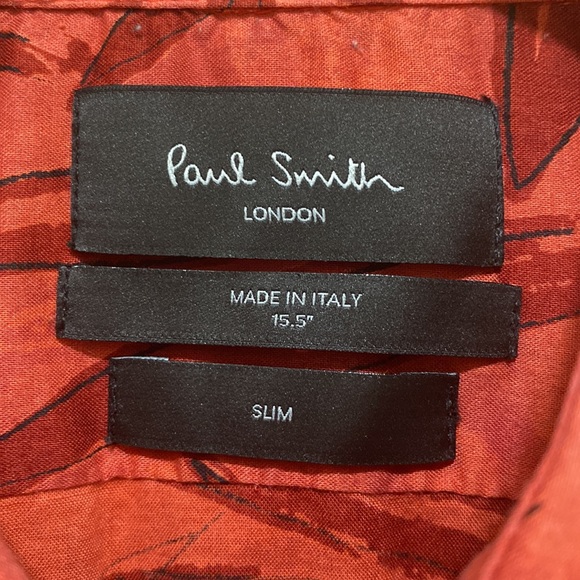 Paul Smith
LONDON
MADE IN ITALY
15.5"
SLIM